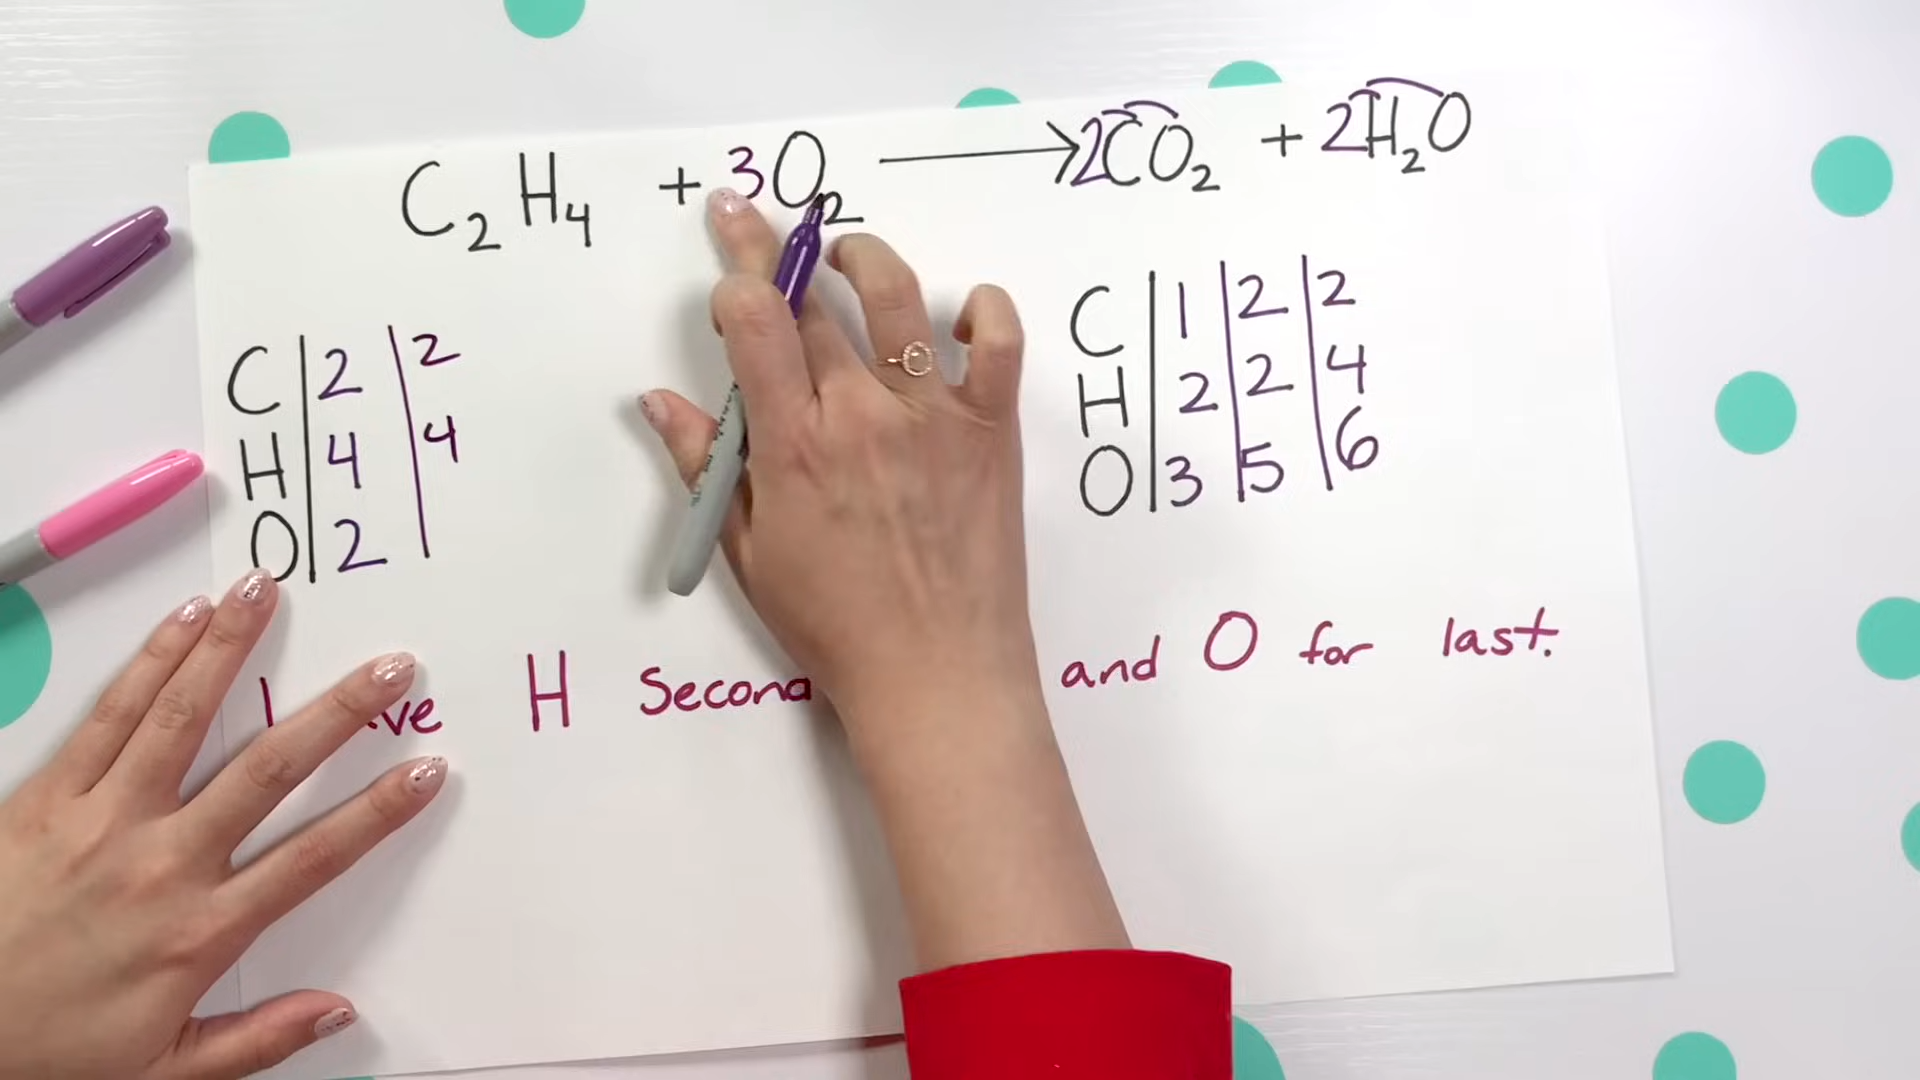 C₂H₄ + 3O₂ → 2CO₂ + 2H₂O
C 2 2
H 4 4
O 2
C 1 2 2
H 2 2 4
O 3 5 6
H and O for last.